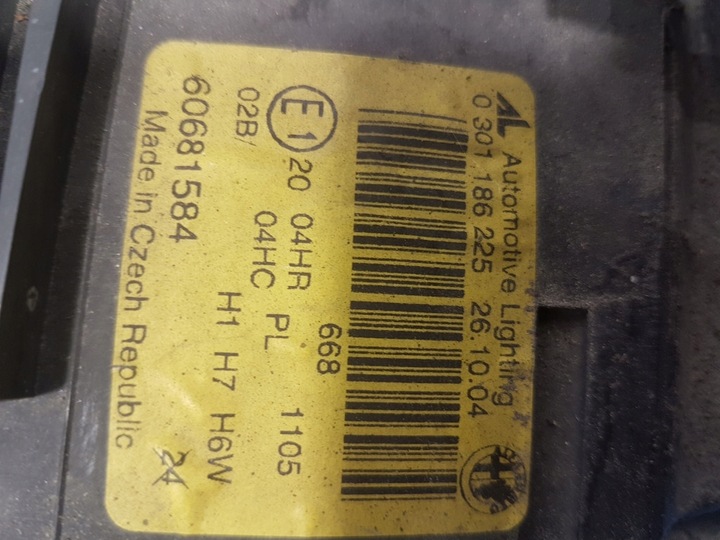 AL Automotive Lighting
0 301 186 225 26.10.04
668
E1 20 04HR
04HC PL 1105
02B/
H1 H7 H6W
60681584
24
Made in Czech Republic